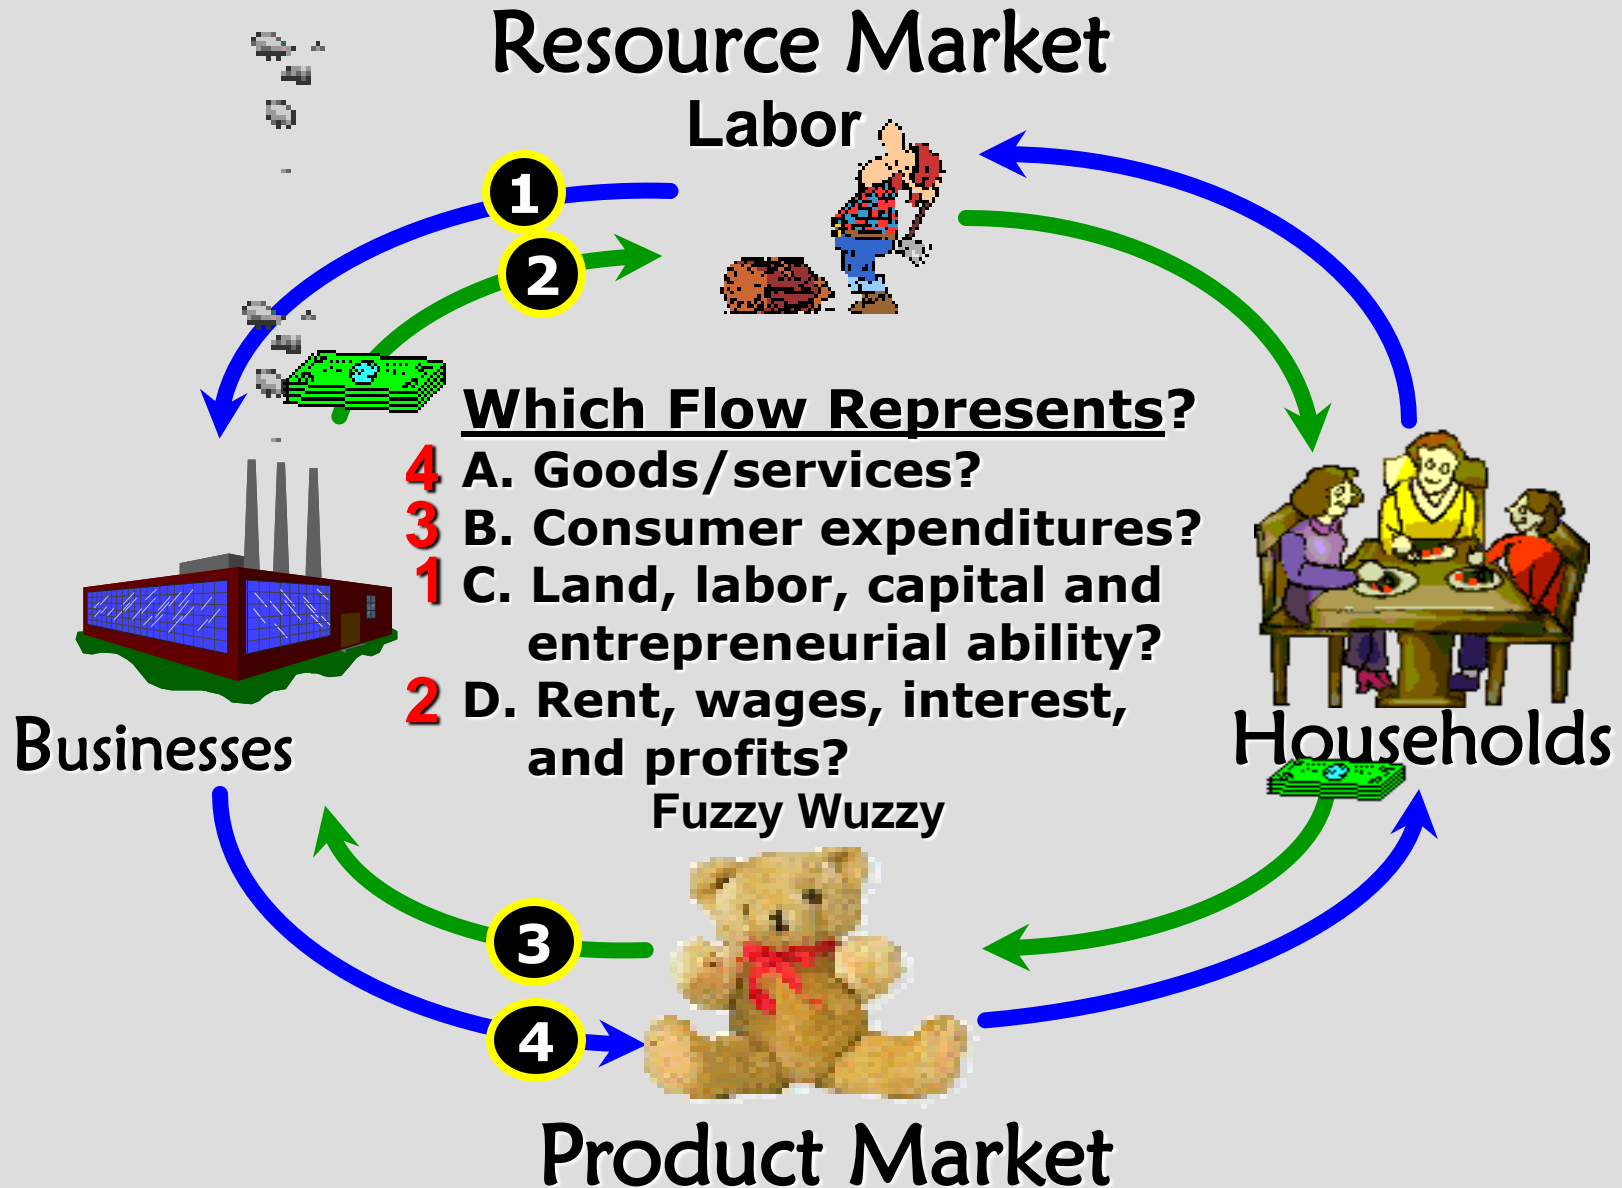 Resource Market
Labor
1
2
Which Flow Represents?
4 A. Goods/services?
3 B. Consumer expenditures?
1 C. Land, labor, capital and
entrepreneurial ability?
2 D. Rent, wages, interest,
and profits?
Businesses
Households
Fuzzy Wuzzy
3
4
Product Market